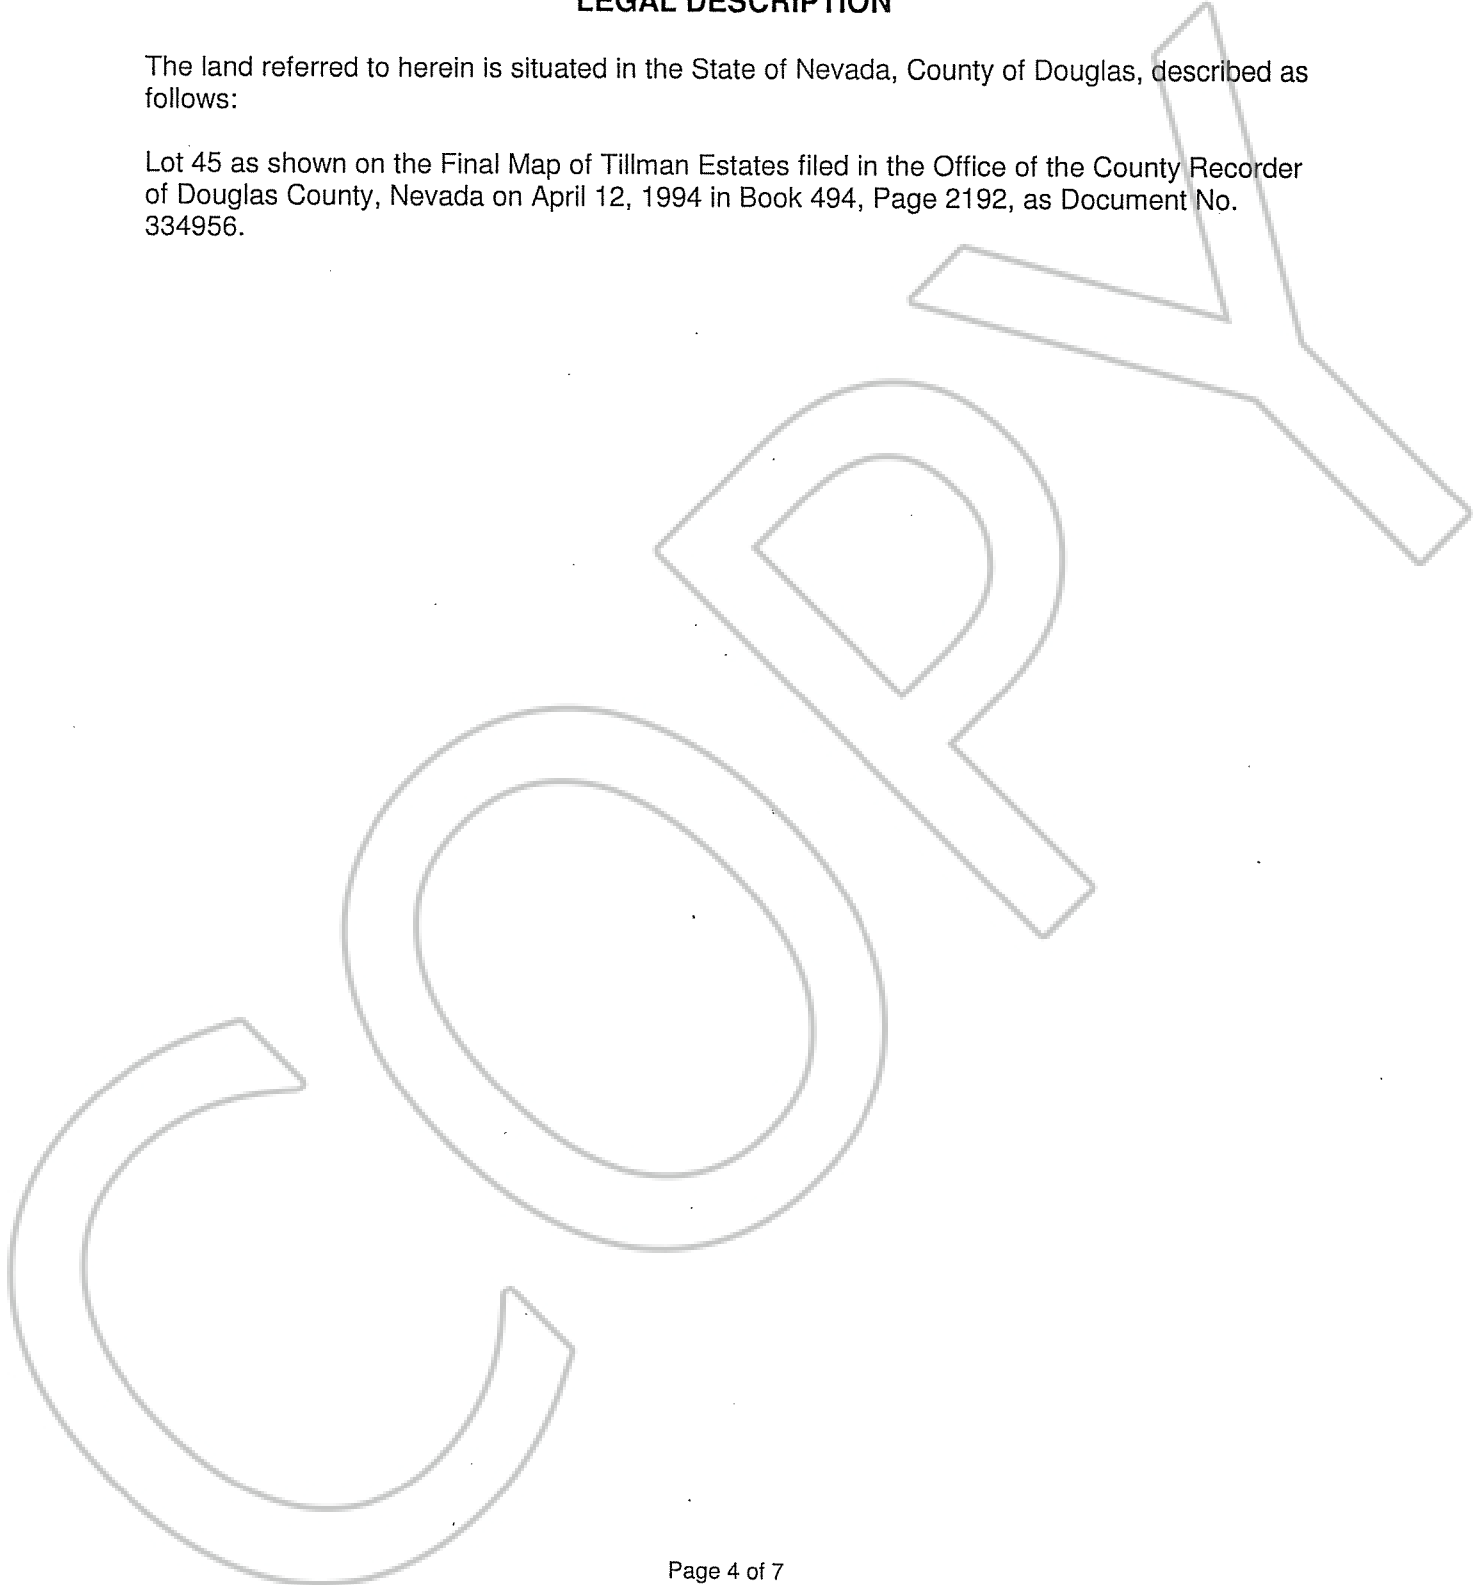 LEGAL DESCRIPTION
The land referred to herein is situated in the State of Nevada, County of Douglas, described as
follows:
Lot 45 as shown on the Final Map of Tillman Estates filed in the Office of the County Recorder
of Douglas County, Nevada on April 12, 1994 in Book 494, Page 2192, as Document No.
334956.
COPY
Page 4 of 7